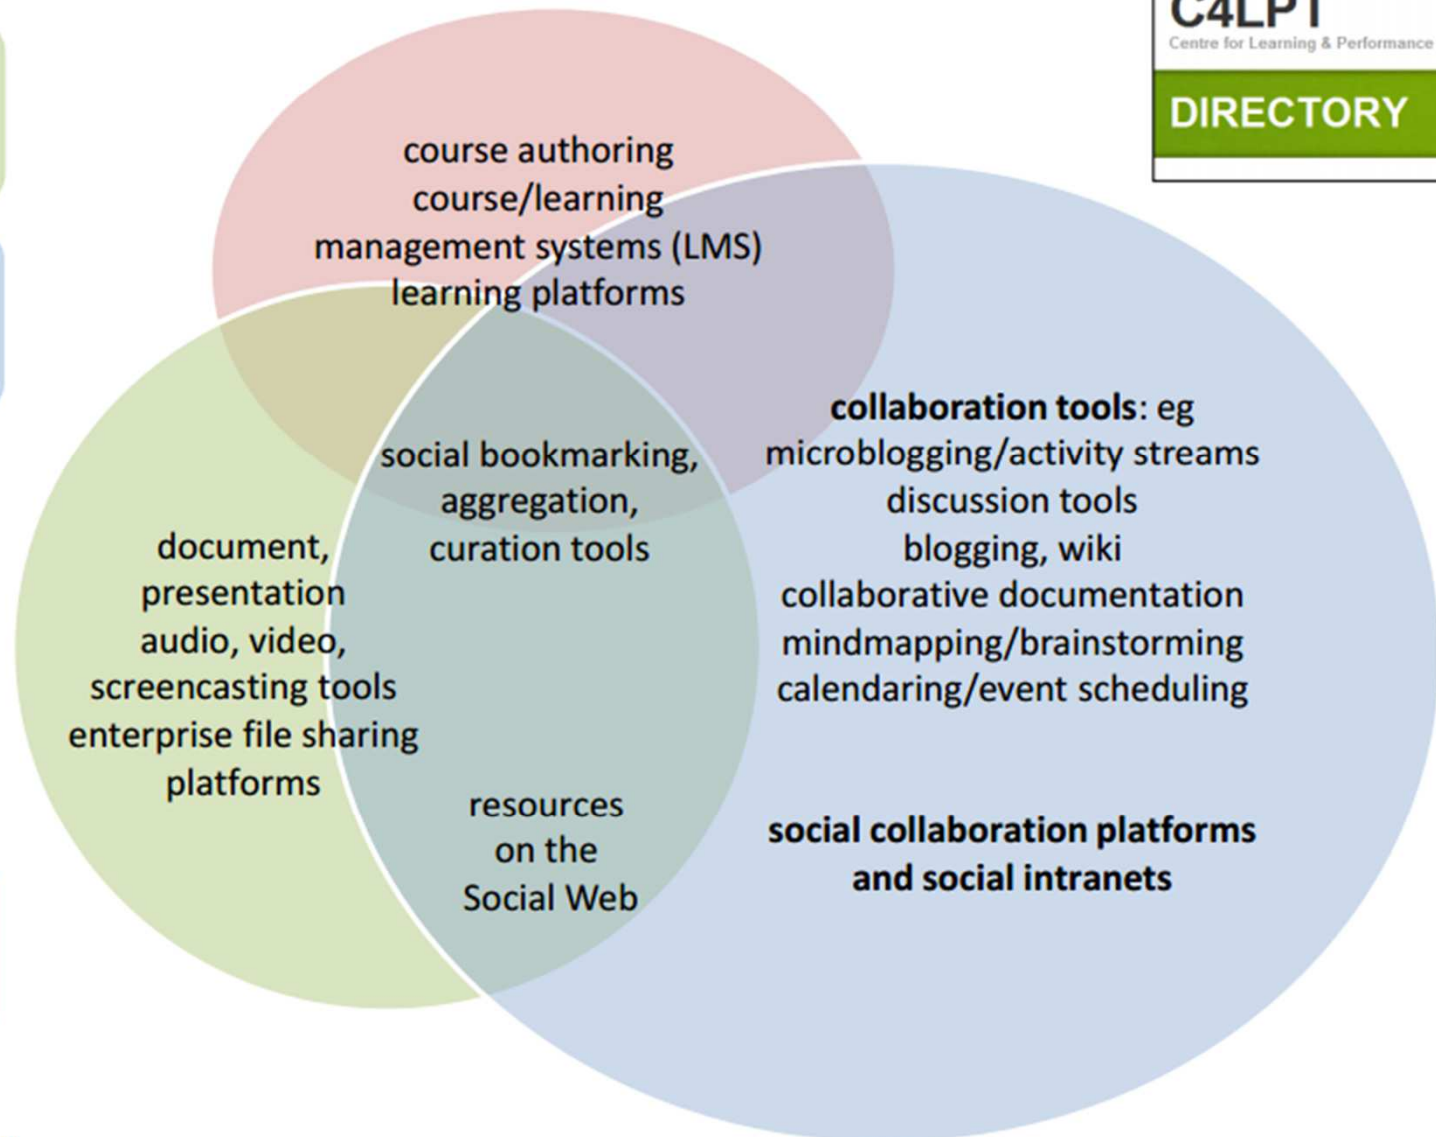 C4LPT
Centre for Learning & Performance
DIRECTORY
course authoring
course/learning
management systems (LMS)
learning platforms
collaboration tools: eg
microblogging/activity streams
discussion tools
blogging, wiki
collaborative documentation
mindmapping/brainstorming
calendaring/event scheduling
social bookmarking,
aggregation,
curation tools
document,
presentation
audio, video,
screencasting tools
enterprise file sharing
platforms
resources
on the
Social Web
social collaboration platforms
and social intranets